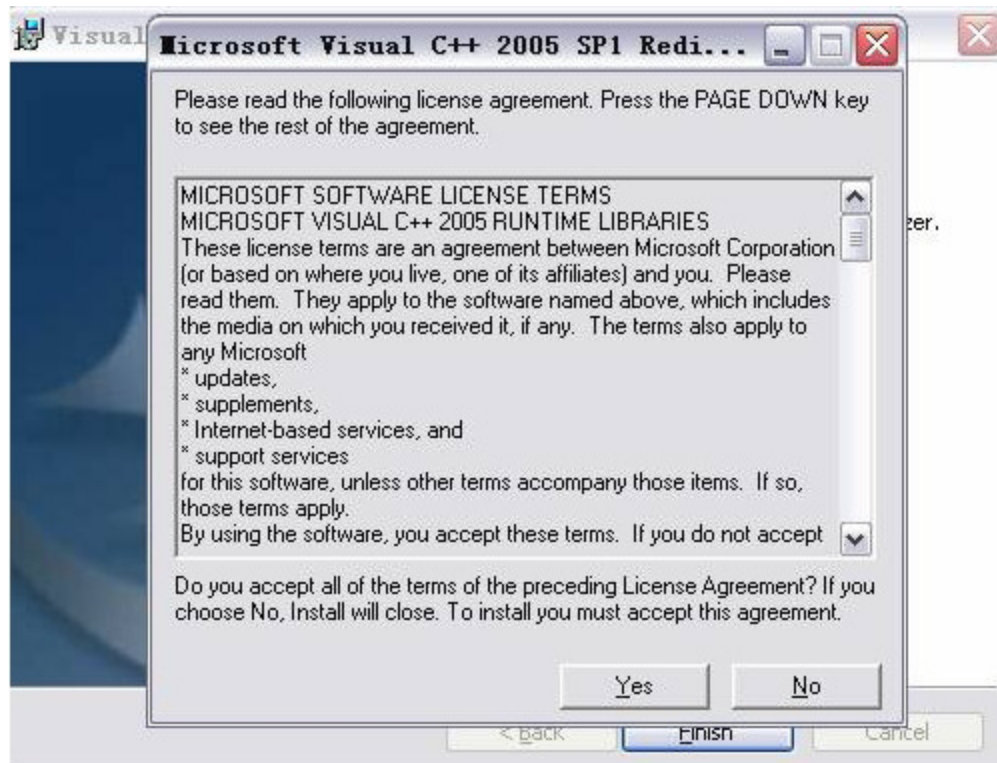 Visual
Microsoft Visual C++ 2005 SP1 Redi...
Please read the following license agreement. Press the PAGE DOWN key
to see the rest of the agreement.
MICROSOFT SOFTWARE LICENSE TERMS
MICROSOFT VISUAL C++ 2005 RUNTIME LIBRARIES
These license terms are an agreement between Microsoft Corporation
(or based on where you live, one of its affiliates) and you.  Please
read them.  They apply to the software named above, which includes
the media on which you received it, if any.  The terms also apply to
any Microsoft
* updates,
* supplements,
* Internet-based services, and
* support services
for this software, unless other terms accompany those items.  If so,
those terms apply.
By using the software, you accept these terms.  If you do not accept
zer.
Do you accept all of the terms of the preceding License Agreement? If you
choose No, Install will close. To install you must accept this agreement.
Yes No
< Back Finish Cancel